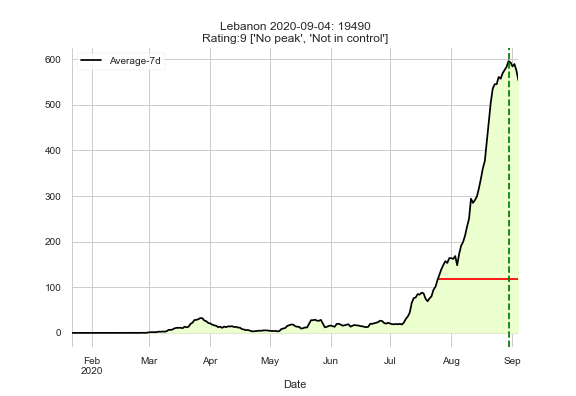 Lebanon 2020-09-04: 19490
Rating:9 ['No peak', 'Not in control']
Average-7d
600
500
400
300
200
100
0
Feb Mar Apr May Jun Jul Aug Sep
2020
Date